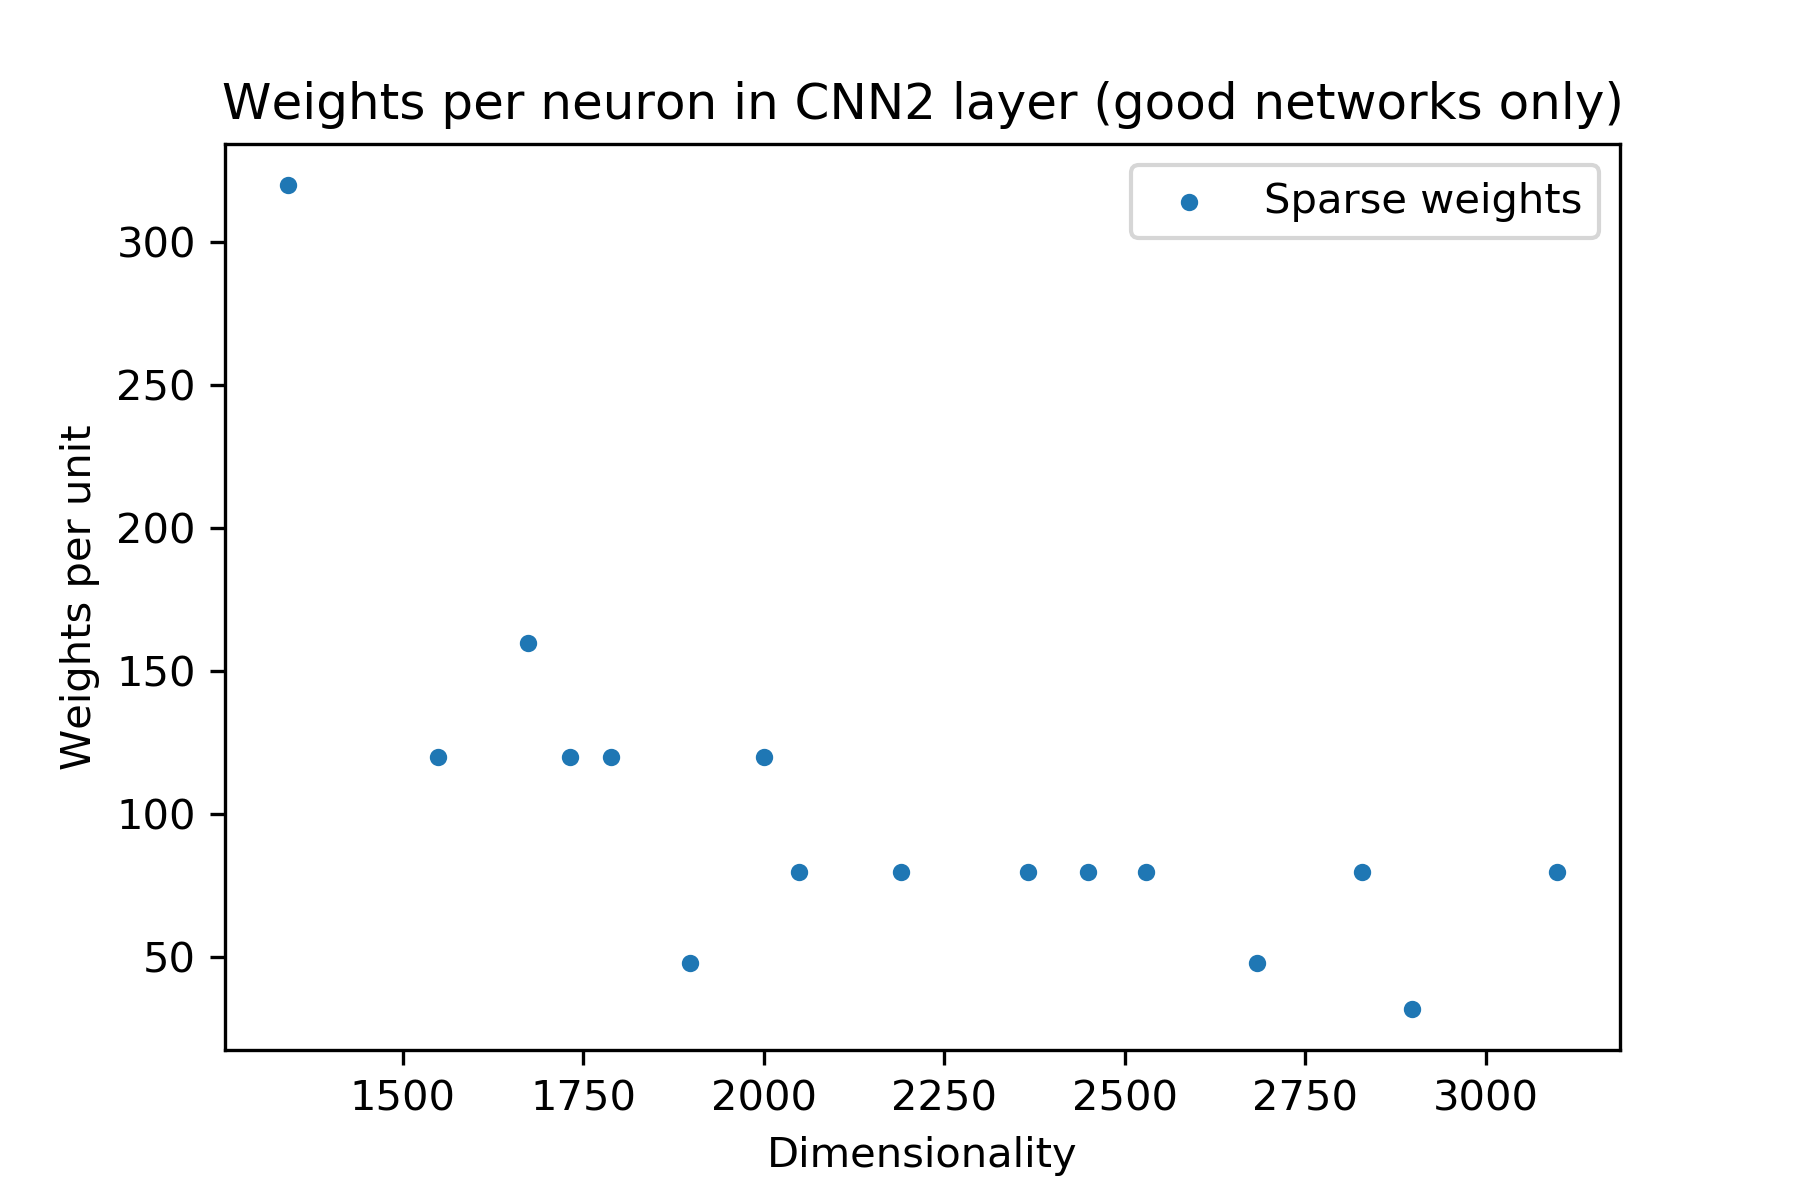 Weights per neuron in CNN2 layer (good networks only)
Sparse weights
300
250
200
150
100
50
Weights per unit
1500 1750 2000 2250 2500 2750 3000
Dimensionality